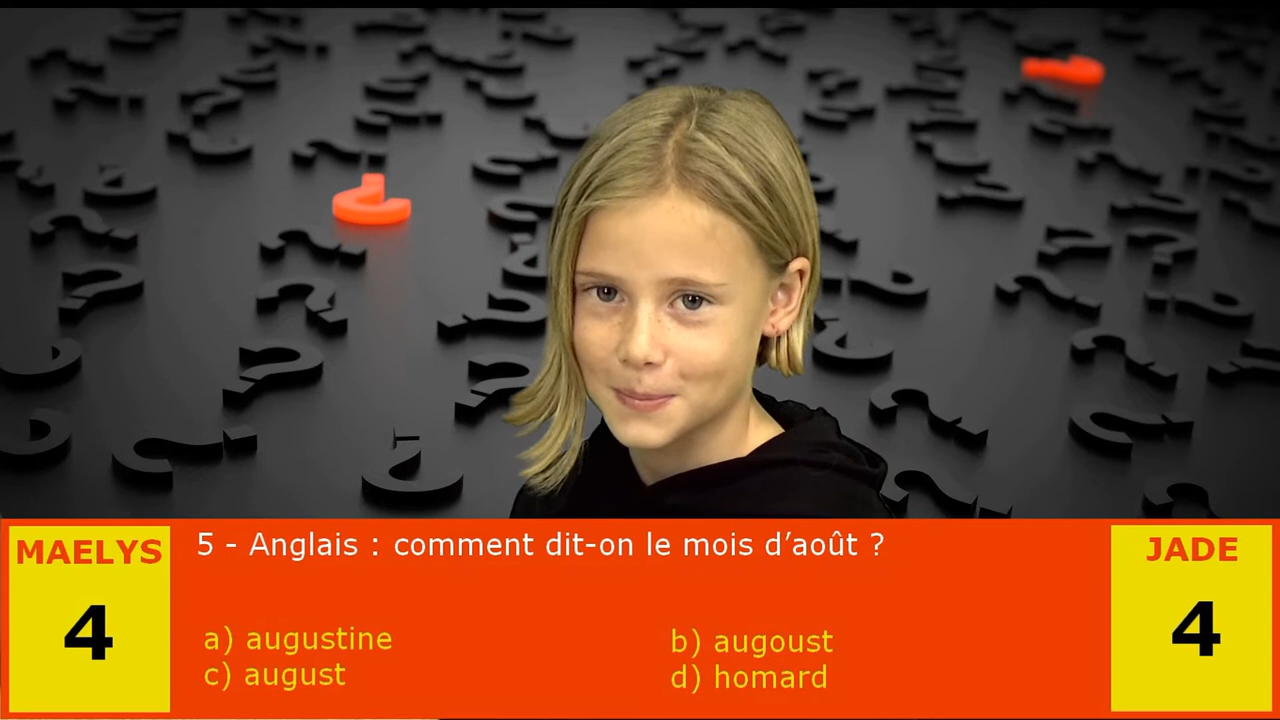 MAELYS
4
5 - Anglais : comment dit-on le mois d’août ?
a) augustine
b) augoust
c) august
d) homard
JADE
4